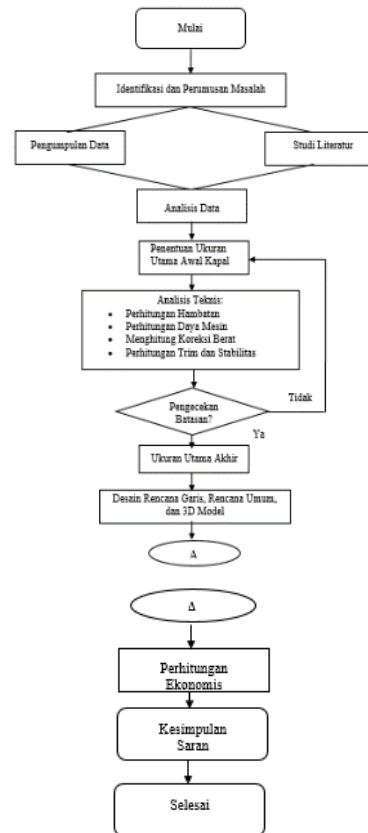 Mulai
Identifikasi dan Perumusan Masalah
Pengumpulan Data
Studi Literatur
Analisis Data
Penentuan Ukuran
Utama Awal Kapal
Analisis Teknis:
• Perhitungan Hambatan
• Perhitungan Daya Mesin
• Menghitung Koreksi Berat
• Perhitungan Trim dan Stabilitas
Tidak
Pengecekan
Batasan?
Ya
Ukuran Utama Akhir
Desain Rencana Garis, Rencana Umum,
dan 3D Model
A
A
Perhitungan
Ekonomis
Kesimpulan
Saran
Selesai